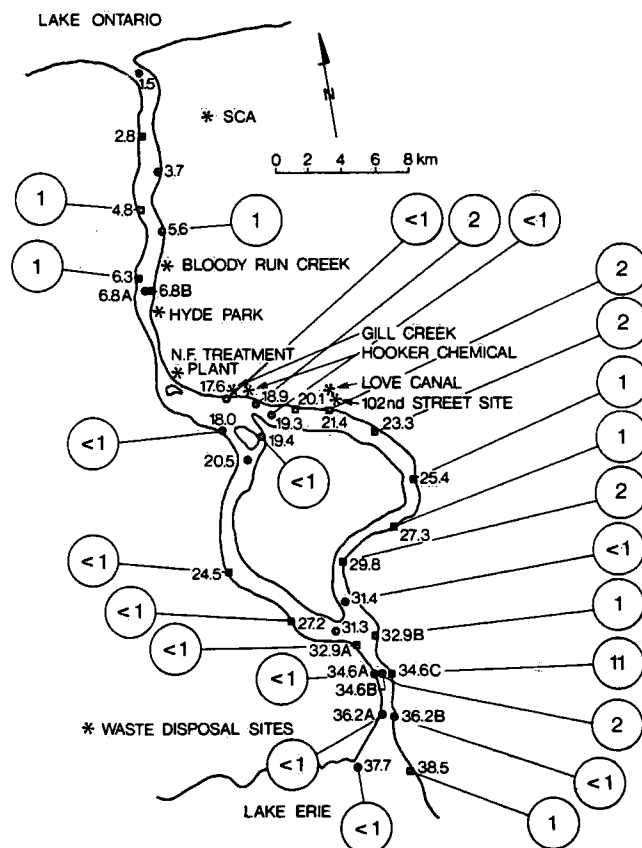 LAKE ONTARIO
1.5
* SCA
N
0 2 4 6 8 km
2.8
3.7
1
4.8
5.6
1
<1
2
<1
1
6.3
* BLOODY RUN CREEK
6.8A
6.8B
* HYDE PARK
2
GILL CREEK
N.F. TREATMENT
* PLANT
HOOKER CHEMICAL
2
17.6
* *
18.9
20.1
* LOVE CANAL
* 102nd STREET SITE
19.3
21.4
23.3
1
18.0
19.4
<1
20.5
<1
25.4
1
27.3
2
29.8
<1
24.5
<1
31.4
<1
27.2
31.3
32.9B
1
<1
32.9A
<1
34.6A
34.6C
11
34.6B
2
36.2A
36.2B
* WASTE DISPOSAL SITES
<1
<1
37.7
38.5
LAKE ERIE
<1
1